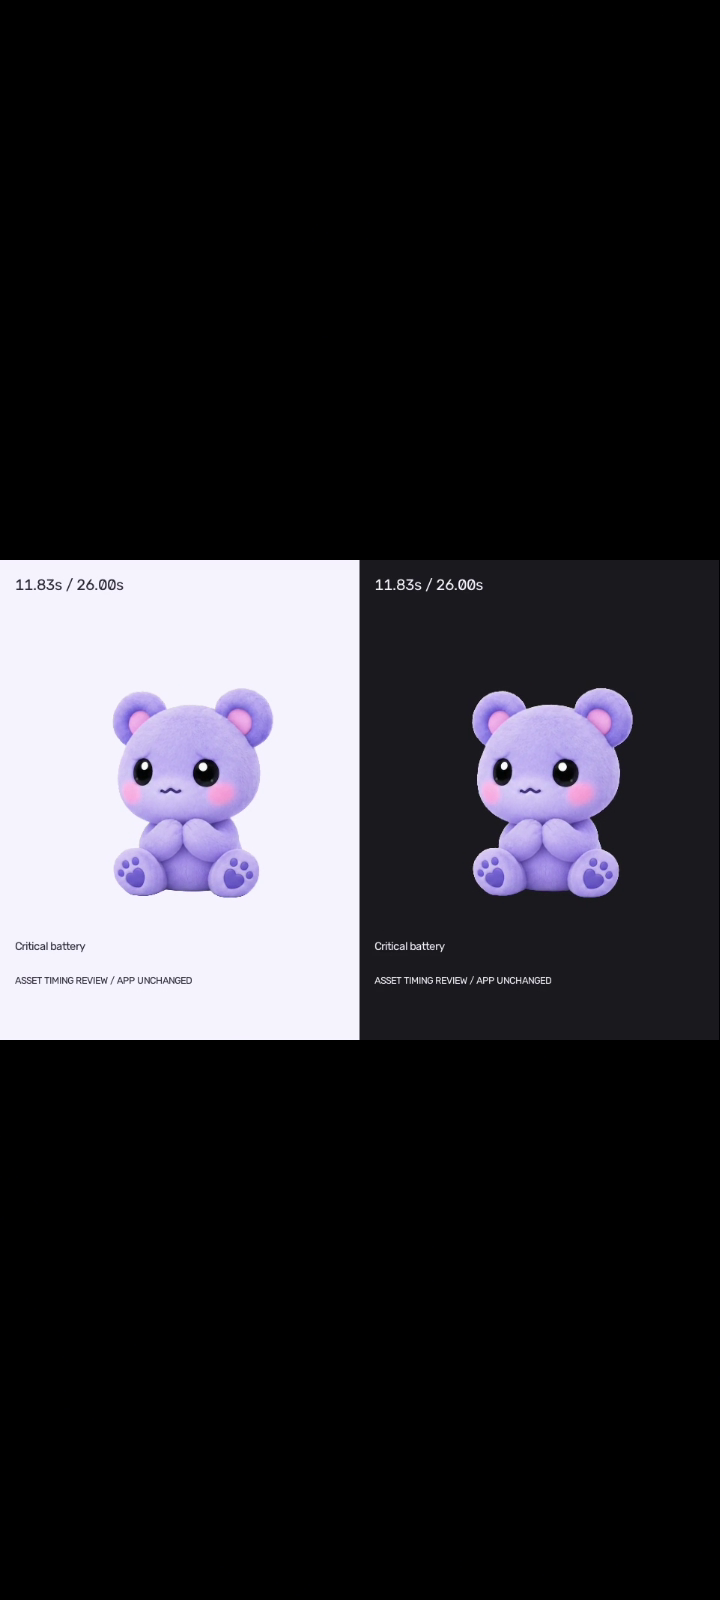 11.83s / 26.00s
Critical battery
ASSET TIMING REVIEW / APP UNCHANGED
11.83s / 26.00s
Critical battery
ASSET TIMING REVIEW / APP UNCHANGED